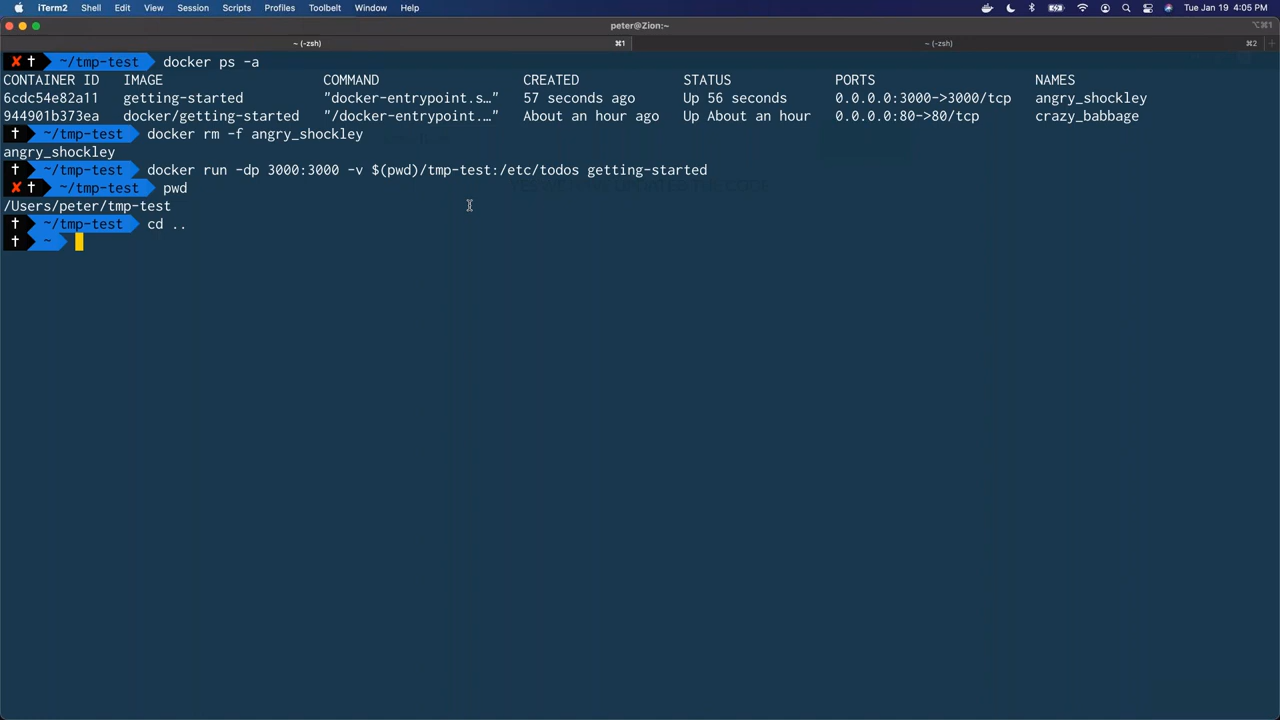 iTerm2 Shell Edit View Session Scripts Profiles Toolbelt Window Help Tue Jan 19 4:05 PM
peter@Zion:~ ⌥⌘1
~ (-zsh) ⌘1 ~ (-zsh) ⌘2
✘ † ~/tmp-test docker ps -a
CONTAINER ID IMAGE COMMAND CREATED STATUS PORTS NAMES
6cdc54e82a11 getting-started "docker-entrypoint.s…" 57 seconds ago Up 56 seconds 0.0.0.0:3000->3000/tcp angry_shockley
944901b373ea docker/getting-started "/docker-entrypoint.…" About an hour ago Up About an hour 0.0.0.0:80->80/tcp crazy_babbage
† ~/tmp-test docker rm -f angry_shockley
angry_shockley
† ~/tmp-test docker run -dp 3000:3000 -v $(pwd)/tmp-test:/etc/todos getting-started
✘ † ~/tmp-test pwd
/Users/peter/tmp-test
† ~/tmp-test cd ..
† ~